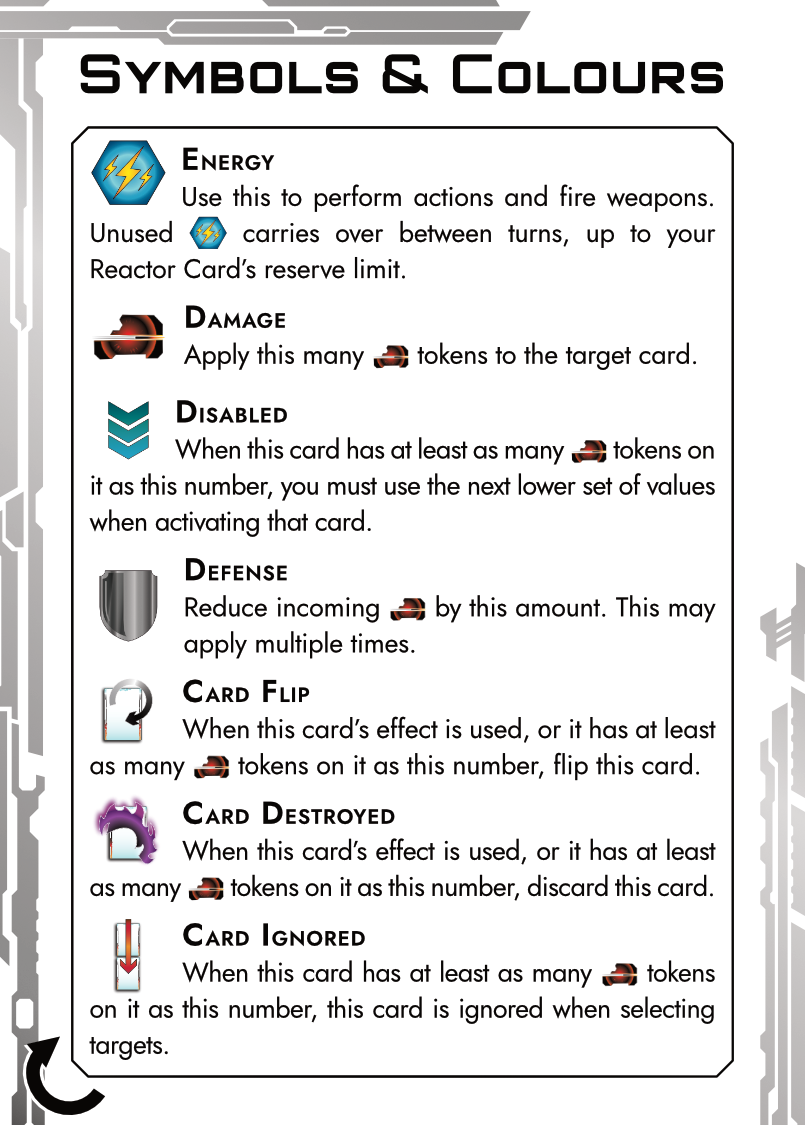 Symbols & Colours
Energy
Use this to perform actions and fire weapons.
Unused carries over between turns, up to your
Reactor Card’s reserve limit.
Damage
Apply this many tokens to the target card.
Disabled
When this card has at least as many tokens on
it as this number, you must use the next lower set of values
when activating that card.
Defense
Reduce incoming by this amount. This may
apply multiple times.
Card Flip
When this card’s effect is used, or it has at least
as many tokens on it as this number, flip this card.
Card Destroyed
When this card’s effect is used, or it has at least
as many tokens on it as this number, discard this card.
Card Ignored
When this card has at least as many tokens
on it as this number, this card is ignored when selecting
targets.